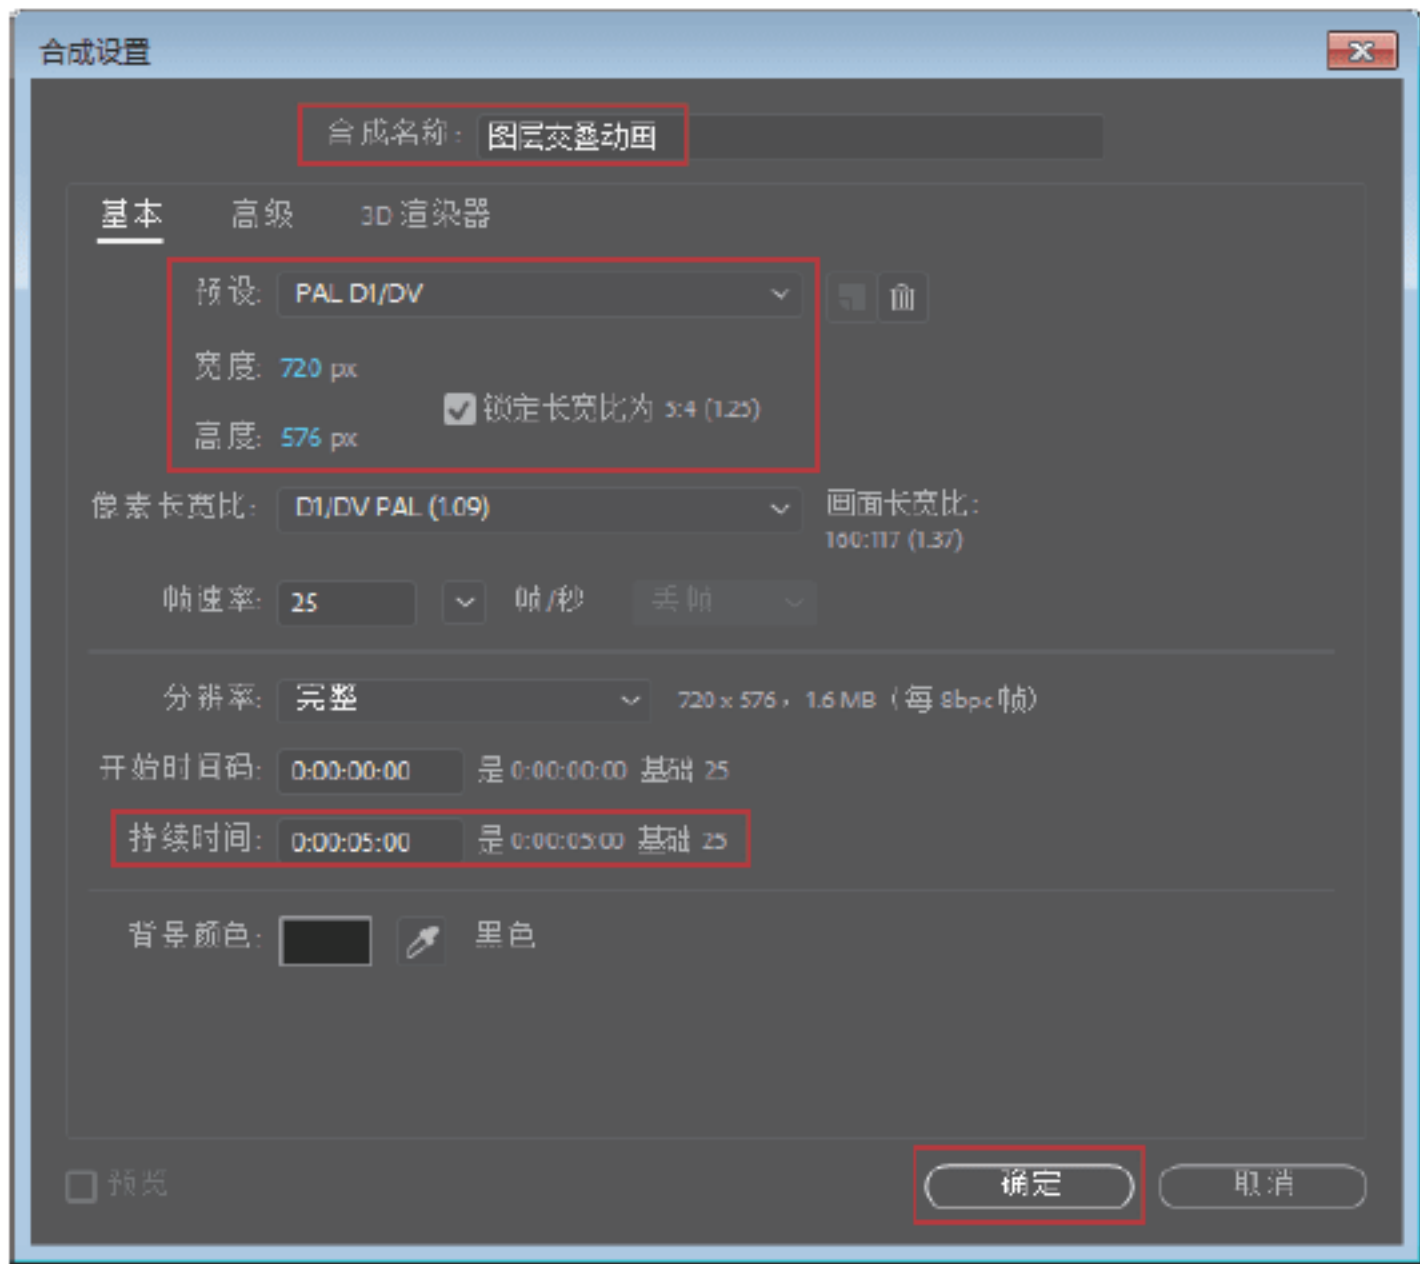 合成设置
合成名称: 图层交叠动画
基本 高级 3D 渲染器
预设: PAL D1/DV
宽度: 720 px
锁定长宽比为 5:4 (1.25)
高度: 576 px
像素长宽比: D1/DV PAL (1.09) 画面长宽比:
160:117 (1.37)
帧速率: 25 帧/秒 丢帧
分辨率: 完整 720 x 576，1.6 MB（每 8bpc 帧）
开始时间码: 0:00:00:00 是 0:00:00:00 基础 25
持续时间: 0:00:05:00 是 0:00:05:00 基础 25
背景颜色: 黑色
预览 确定 取消